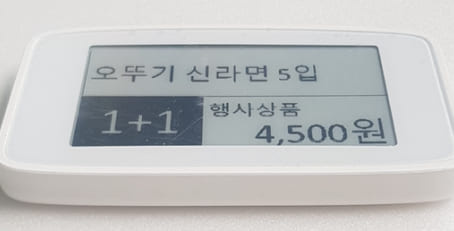 오뚜기 신라면 5입
1+1
행사상품
4,500원